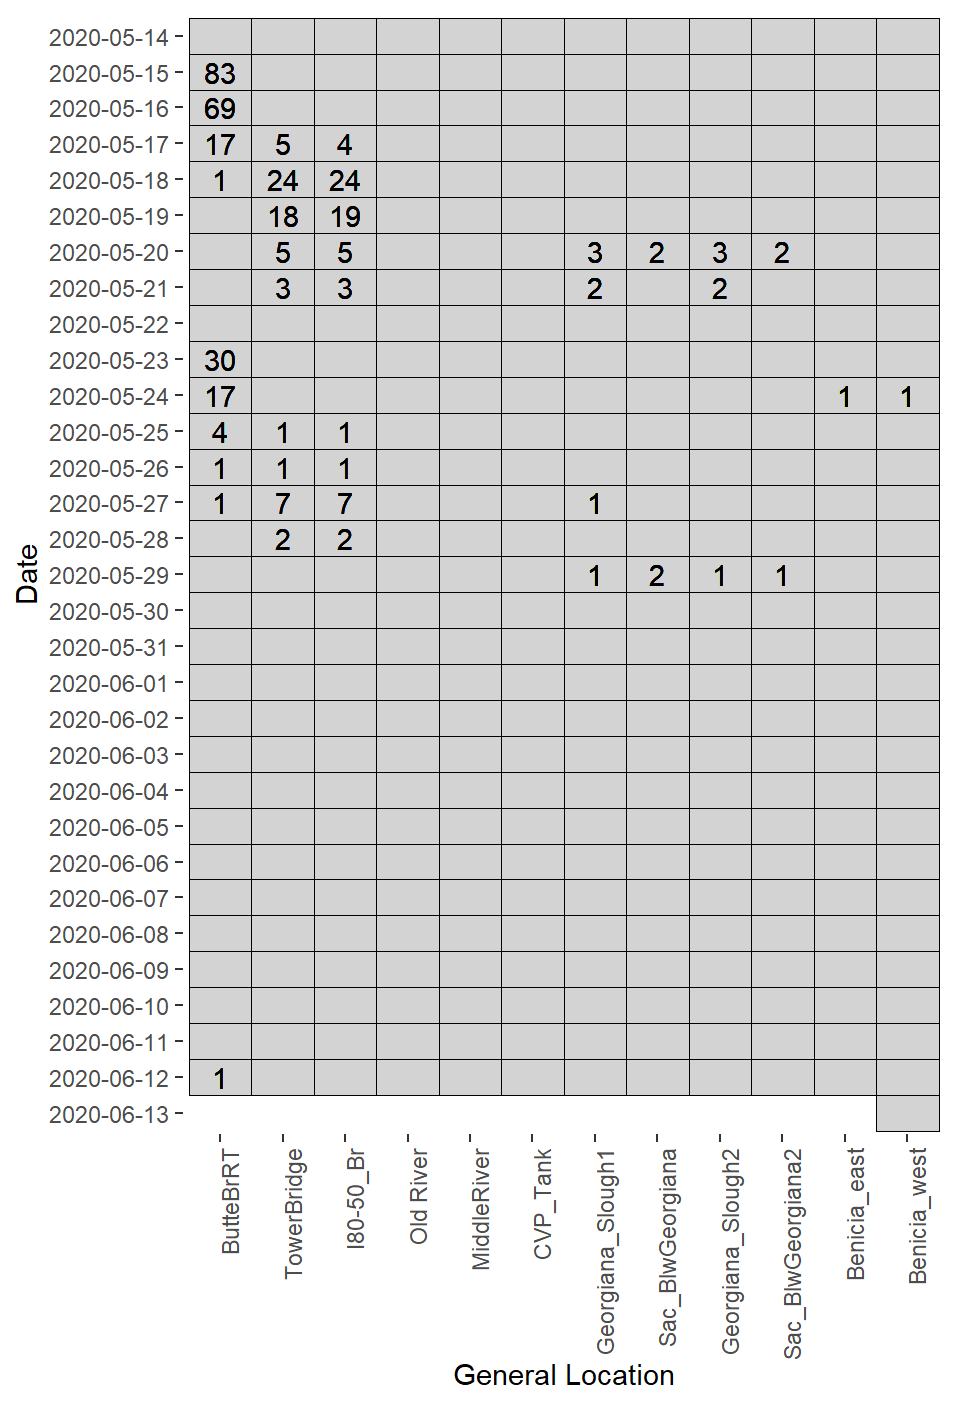 2020-05-14
2020-05-15 83
2020-05-16 69
2020-05-17 17 5 4
2020-05-18 1 24 24
2020-05-19 18 19
2020-05-20 5 5 3 2 3 2
2020-05-21 3 3 2 2
2020-05-22
2020-05-23 30
2020-05-24 17 1 1
2020-05-25 4 1 1
2020-05-26 1 1 1
2020-05-27 1 7 7 1
2020-05-28 2 2
2020-05-29 1 2 1 1
2020-05-30
2020-05-31
2020-06-01
2020-06-02
2020-06-03
2020-06-04
2020-06-05
2020-06-06
2020-06-07
2020-06-08
2020-06-09
2020-06-10
2020-06-11
2020-06-12 1
2020-06-13
Date
ButteBrRT
TowerBridge
I80-50_Br
Old River
MiddleRiver
CVP_Tank
Georgiana_Slough1
Sac_BlwGeorgiana
Georgiana_Slough2
Sac_BlwGeorgiana2
Benicia_east
Benicia_west
General Location